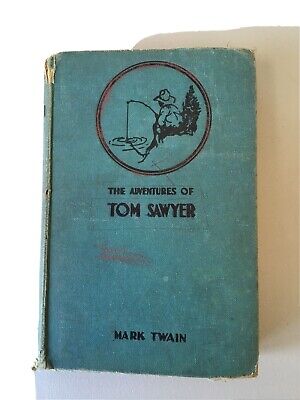 THE ADVENTURES OF
TOM SAWYER
MARK TWAIN